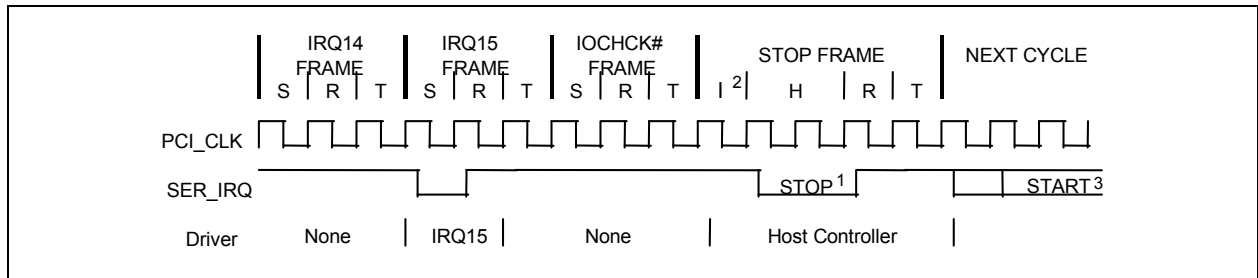 IRQ14 FRAME
IRQ15 FRAME
IOCHCK# FRAME
STOP FRAME
NEXT CYCLE
S R T S R T S R T I 2 H R T
PCI_CLK
SER_IRQ STOP 1 START 3
Driver None IRQ15 None Host Controller